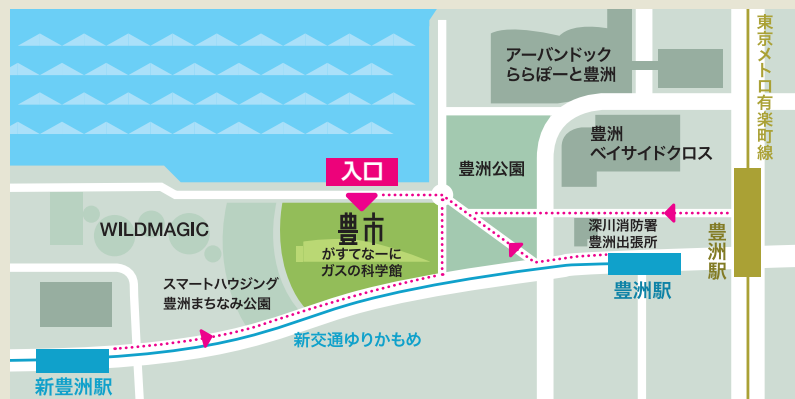 アーバンドック
ららぽーと豊洲
東京メトロ有楽町線
豊洲
ベイサイドクロス
入口
豊洲公園
WILDMAGIC
豊市
がすてなーに
ガスの科学館
深川消防署
豊洲出張所
豊洲駅
豊洲駅
スマートハウジング
豊洲まちなみ公園
新交通ゆりかもめ
新豊洲駅